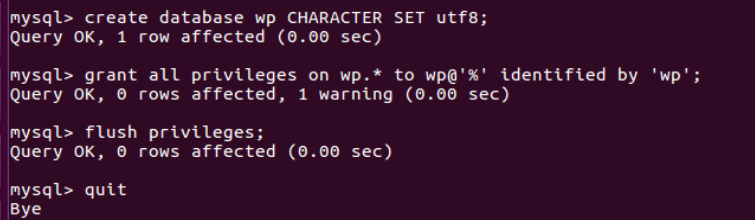 mysql> create database wp CHARACTER SET utf8;
Query OK, 1 row affected (0.00 sec)
mysql> grant all privileges on wp.* to wp@'%' identified by 'wp';
Query OK, 0 rows affected, 1 warning (0.00 sec)
mysql> flush privileges;
Query OK, 0 rows affected (0.00 sec)
mysql> quit
Bye